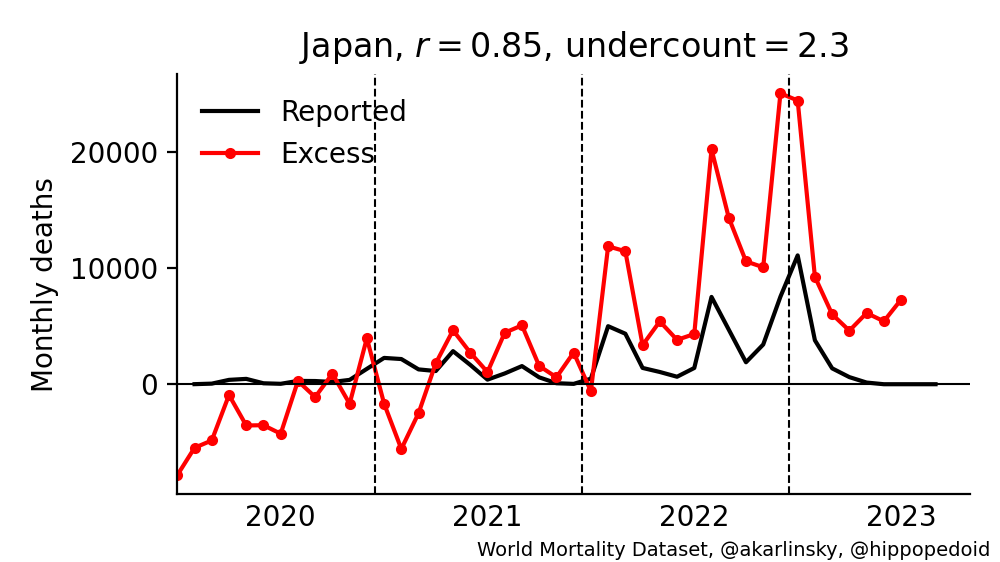 Japan, r = 0.85, undercount = 2.3
Reported
Excess
Monthly deaths
20000
10000
0
2020 2021 2022 2023
World Mortality Dataset, @akarlinsky, @hippopedoid